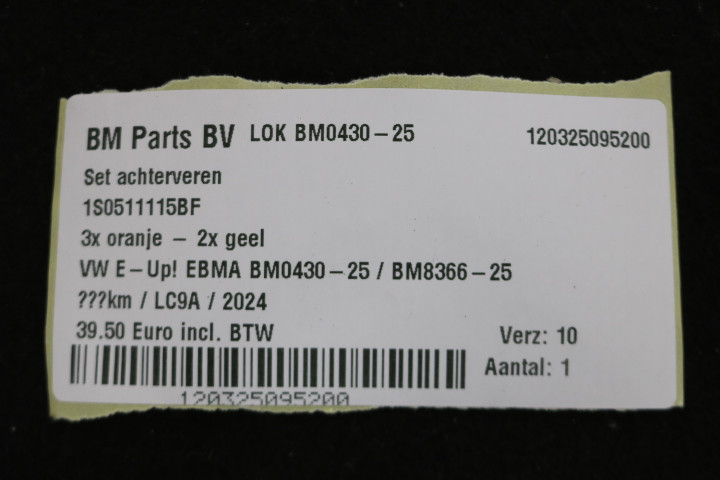 BM Parts BV LOK BM0430-25 120325095200
Set achterveren
1S0511115BF
3x oranje - 2x geel
VW E-Up! EBMA BM0430-25 / BM8366-25
???km / LC9A / 2024
39.50 Euro incl. BTW Verz: 10
Aantal: 1
120325095200